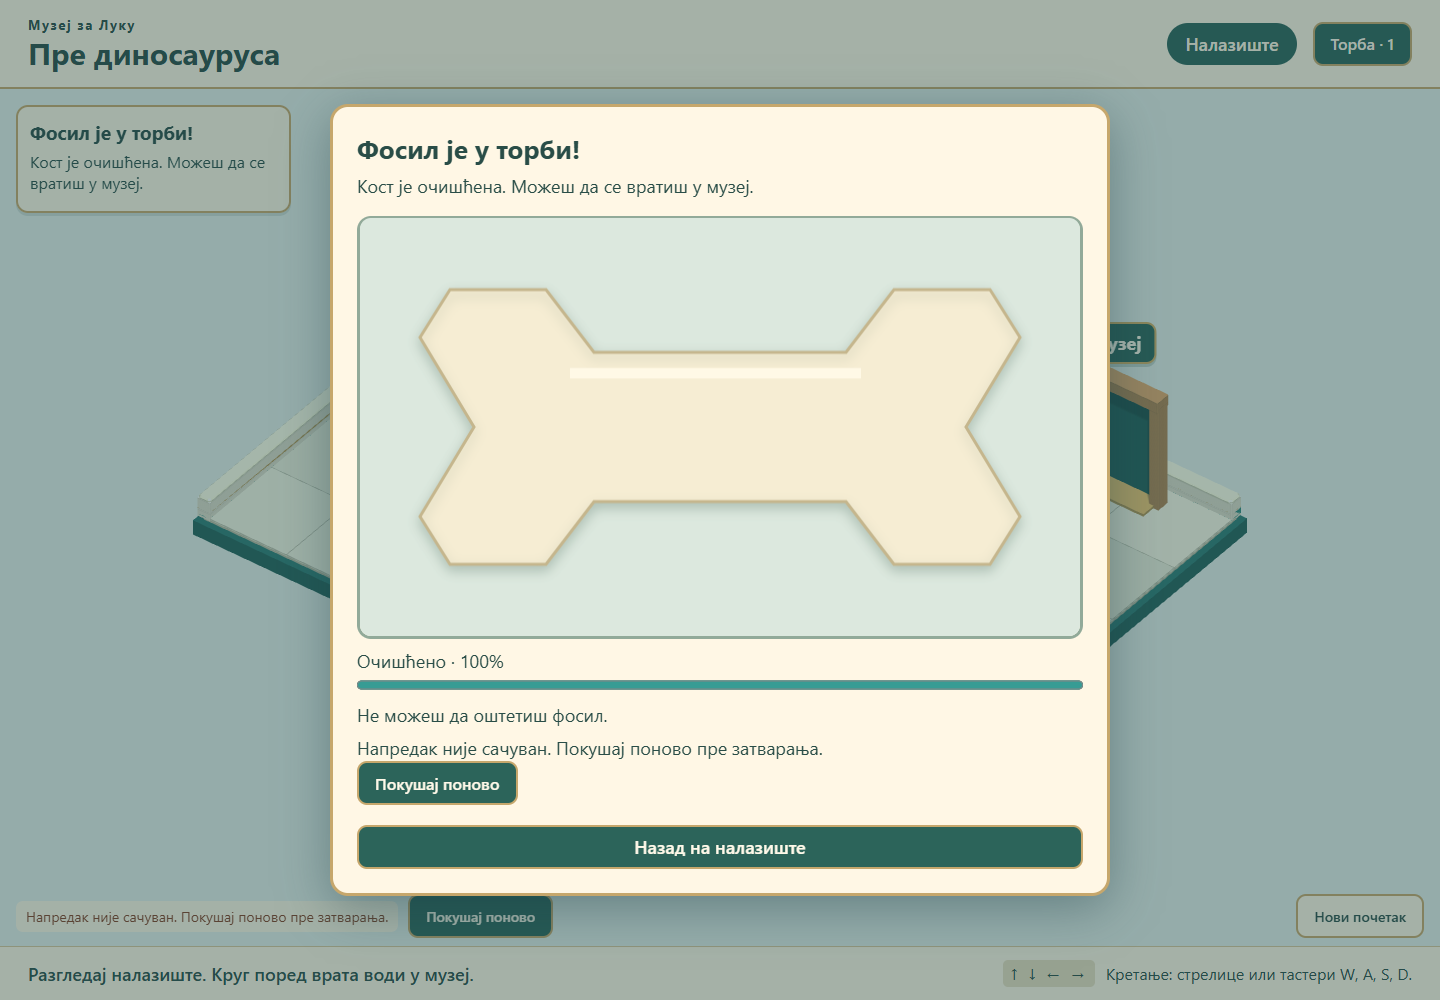 Музеј за Луку
Пре диносауруса
Налазиште
Торба · 1
Фосил је у торби!
Кост је очишћена. Можеш да се
вратиш у музеј.
Фосил је у торби!
Кост је очишћена. Можеш да се вратиш у музеј.
Очишћено · 100%
Не можеш да оштетиш фосил.
Напредак није сачуван. Покушај поново пре затварања.
Покушај поново
Назад на налазиште
Напредак није сачуван. Покушај поново пре затварања.
Покушај поново
Нови почетак
Разгледај налазиште. Круг поред врата води у музеј.
↑ ↓ ← →
Кретање: стрелице или тастери W, A, S, D.